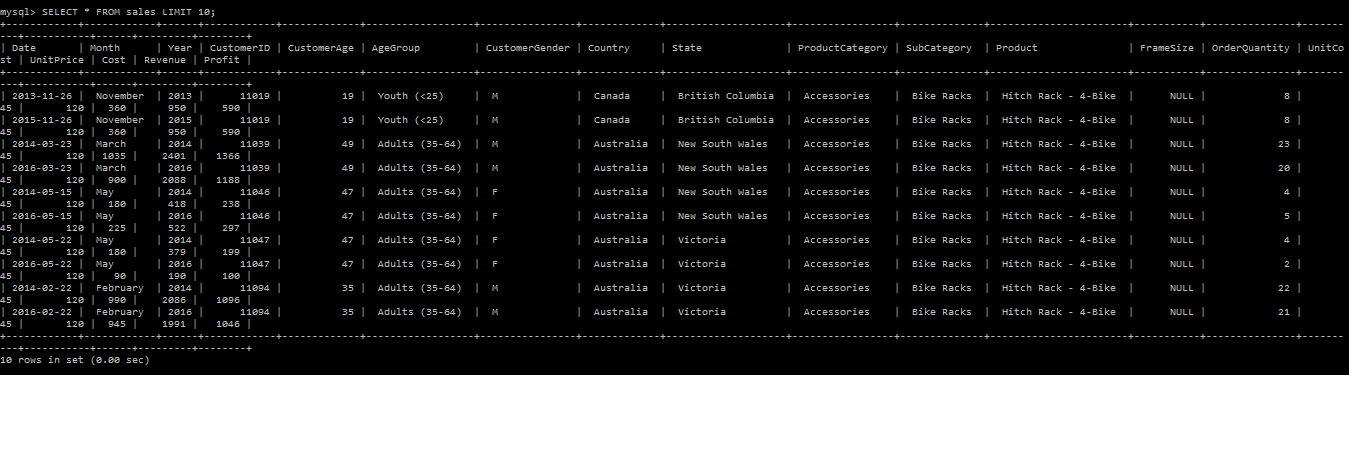 mysql> SELECT * FROM sales LIMIT 10;
+------------+----------+------+------------+-------------+----------------+----------------+-----------+-----------------+-----------------+-------------+---------------------+-----------+---------------+-------
---+-----------+------+---------+--------+
| Date | Month | Year | CustomerID | CustomerAge | AgeGroup | CustomerGender | Country | State | ProductCategory | SubCategory | Product | FrameSize | OrderQuantity | UnitCo
st | UnitPrice | Cost | Revenue | Profit |
+------------+----------+------+------------+-------------+----------------+----------------+-----------+-----------------+-----------------+-------------+---------------------+-----------+---------------+-------
---+-----------+------+---------+--------+
| 2013-11-26 | November | 2013 | 11019 | 19 | Youth (<25) | M | Canada | British Columbia | Accessories | Bike Racks | Hitch Rack - 4-Bike | NULL | 8 |
45 | 120 | 360 | 950 | 590 |
| 2015-11-26 | November | 2015 | 11019 | 19 | Youth (<25) | M | Canada | British Columbia | Accessories | Bike Racks | Hitch Rack - 4-Bike | NULL | 8 |
45 | 120 | 360 | 950 | 590 |
| 2014-03-23 | March | 2014 | 11039 | 49 | Adults (35-64) | M | Australia | New South Wales | Accessories | Bike Racks | Hitch Rack - 4-Bike | NULL | 23 |
45 | 120 | 1035 | 2401 | 1366 |
| 2016-03-23 | March | 2016 | 11039 | 49 | Adults (35-64) | M | Australia | New South Wales | Accessories | Bike Racks | Hitch Rack - 4-Bike | NULL | 20 |
45 | 120 | 900 | 2088 | 1188 |
| 2014-05-15 | May | 2014 | 11046 | 47 | Adults (35-64) | F | Australia | New South Wales | Accessories | Bike Racks | Hitch Rack - 4-Bike | NULL | 4 |
45 | 120 | 180 | 418 | 238 |
| 2016-05-15 | May | 2016 | 11046 | 47 | Adults (35-64) | F | Australia | New South Wales | Accessories | Bike Racks | Hitch Rack - 4-Bike | NULL | 5 |
45 | 120 | 225 | 522 | 297 |
| 2014-05-22 | May | 2014 | 11047 | 47 | Adults (35-64) | F | Australia | Victoria | Accessories | Bike Racks | Hitch Rack - 4-Bike | NULL | 4 |
45 | 120 | 180 | 379 | 199 |
| 2016-05-22 | May | 2016 | 11047 | 47 | Adults (35-64) | F | Australia | Victoria | Accessories | Bike Racks | Hitch Rack - 4-Bike | NULL | 2 |
45 | 120 | 90 | 190 | 100 |
| 2014-02-22 | February | 2014 | 11094 | 35 | Adults (35-64) | M | Australia | Victoria | Accessories | Bike Racks | Hitch Rack - 4-Bike | NULL | 22 |
45 | 120 | 990 | 2086 | 1096 |
| 2016-02-22 | February | 2016 | 11094 | 35 | Adults (35-64) | M | Australia | Victoria | Accessories | Bike Racks | Hitch Rack - 4-Bike | NULL | 21 |
45 | 120 | 945 | 1991 | 1046 |
+------------+----------+------+------------+-------------+----------------+----------------+-----------+-----------------+-----------------+-------------+---------------------+-----------+---------------+-------
---+-----------+------+---------+--------+
10 rows in set (0.00 sec)